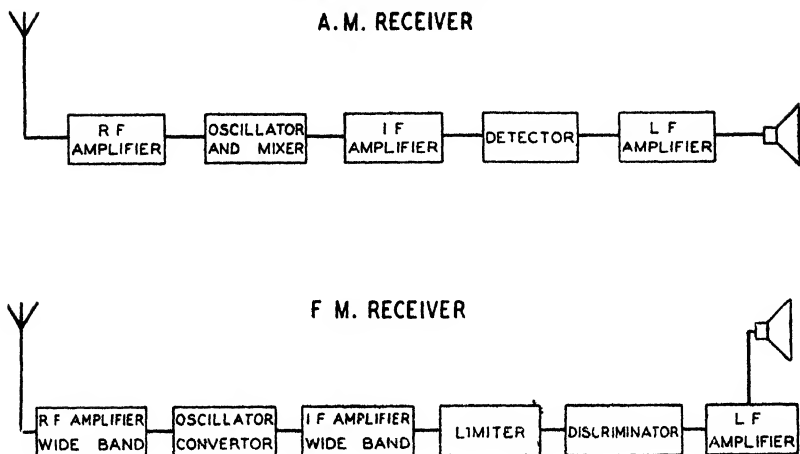 A.M. RECEIVER
R F
AMPLIFIER
OSCILLATOR
AND MIXER
I F
AMPLIFIER
DETECTOR
L F
AMPLIFIER
F M. RECEIVER
R F AMPLIFIER
WIDE BAND
OSCILLATOR
CONVERTOR
I F AMPLIFIER
WIDE BAND
LIMITER
DISCRIMINATOR
L F
AMPLIFIER